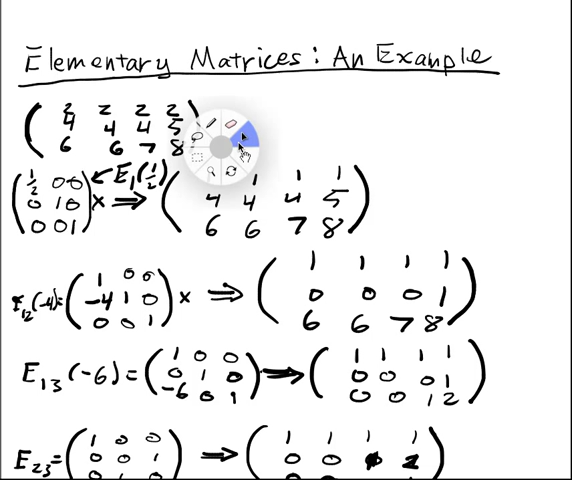 Elementary Matrices: An Example
( 2 2 2 2
4 4 4 5
6 6 7 8 )
( 1/2 0 0
0 1 0
0 0 1 ) ← E1(1/2) × ⇒ ( 1 1 1
4 4 4 5
6 6 7 8 )
E12(-4)= ( 1 0 0
-4 1 0
0 0 1 ) × ⇒ ( 1 1 1 1
0 0 0 1
6 6 7 8 )
E13(-6) = ( 1 0 0
0 1 0
-6 0 1 ) → ( 1 1 1 1
0 0 0 1
0 0 1 2 )
E23= ( 1 0 0
0 0 1
0 1 0 ) ⇒ ( 1 1 1 1
0 0 2 )